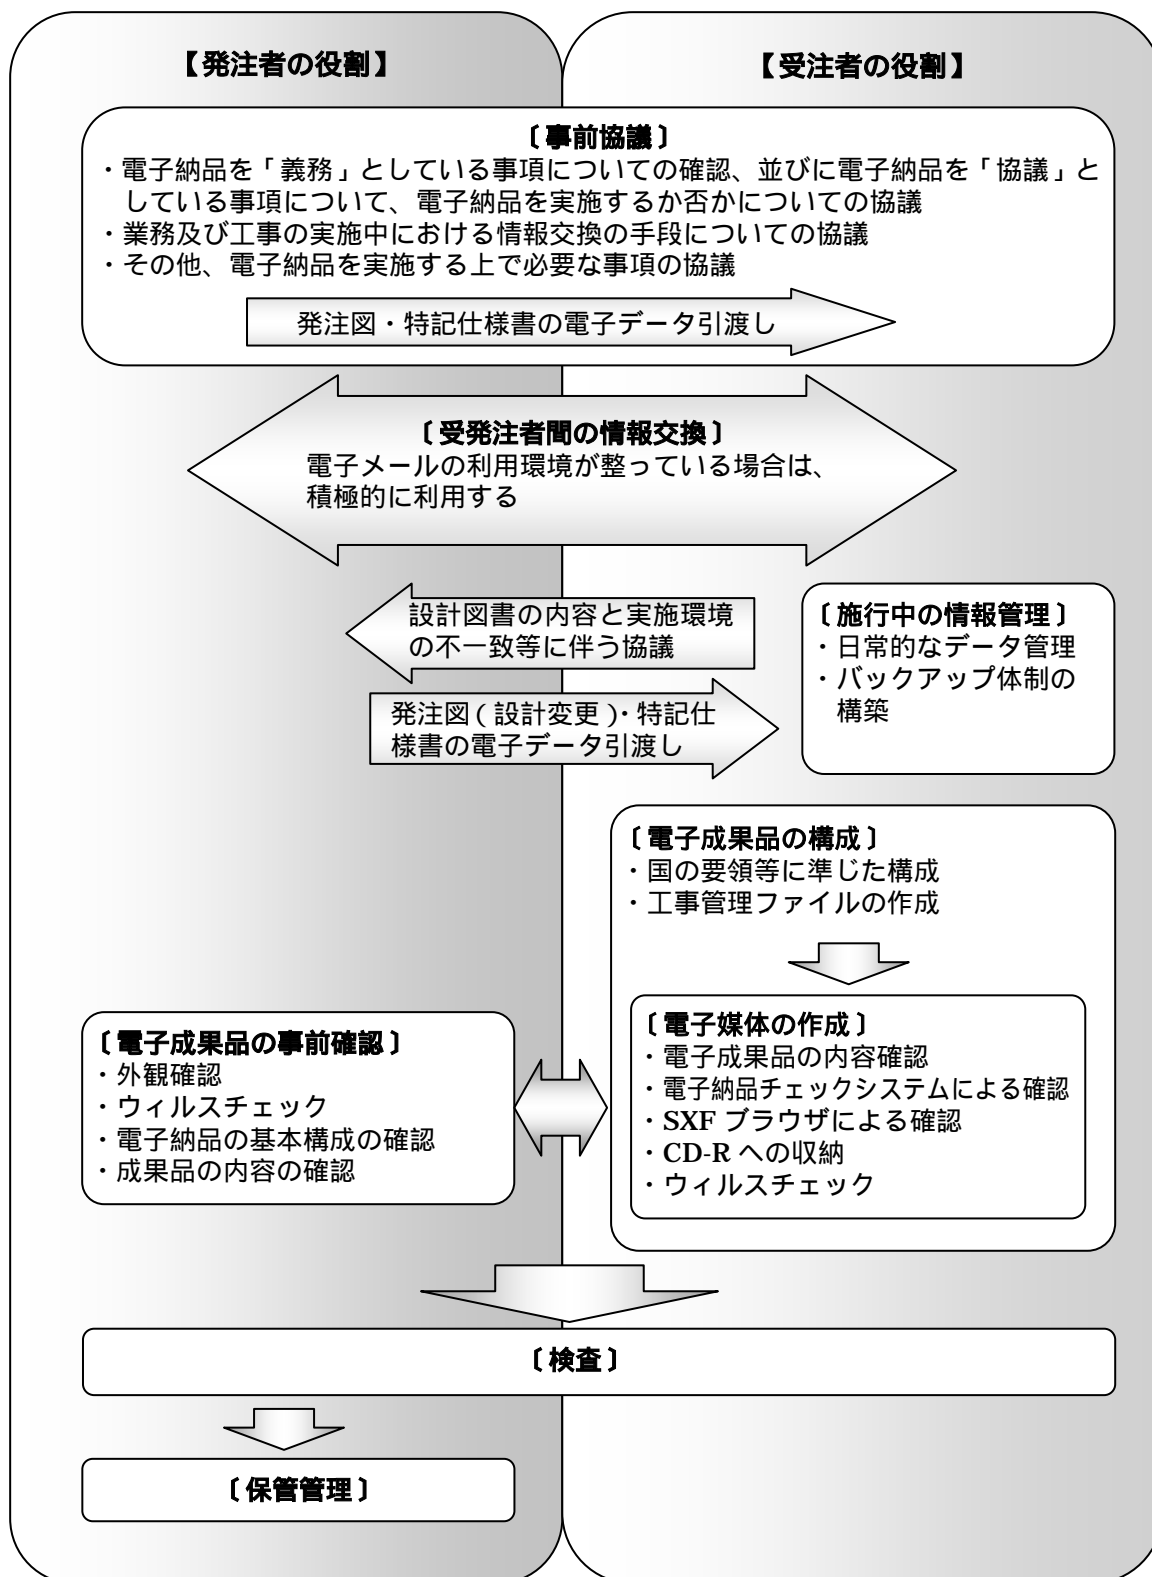 【発注者の役割】
【受注者の役割】
〔事前協議〕
・電子納品を「義務」としている事項についての確認、並びに電子納品を「協議」と
している事項について、電子納品を実施するか否かについての協議
・業務及び工事の実施中における情報交換の手段についての協議
・その他、電子納品を実施する上で必要な事項の協議
発注図・特記仕様書の電子データ引渡し
〔受発注者間の情報交換〕
電子メールの利用環境が整っている場合は、
積極的に利用する
設計図書の内容と実施環境
の不一致等に伴う協議
発注図(設計変更)・特記仕
様書の電子データ引渡し
〔施行中の情報管理〕
・日常的なデータ管理
・バックアップ体制の
構築
〔電子成果品の構成〕
・国の要領等に準じた構成
・工事管理ファイルの作成
〔電子成果品の事前確認〕
・外観確認
・ウィルスチェック
・電子納品の基本構成の確認
・成果品の内容の確認
〔電子媒体の作成〕
・電子成果品の内容確認
・電子納品チェックシステムによる確認
・SXF ブラウザによる確認
・CD-R への収納
・ウィルスチェック
〔検査〕
〔保管管理〕